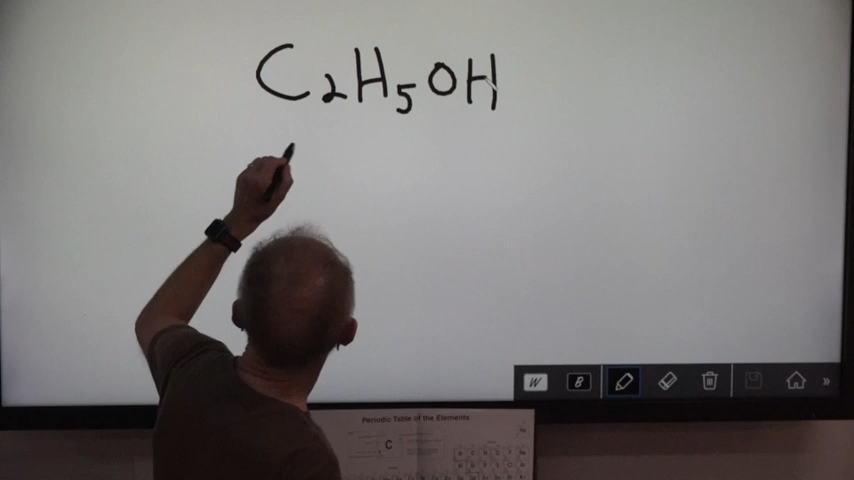 C₂H₅OH
W B »
Periodic Table of the Elements
C